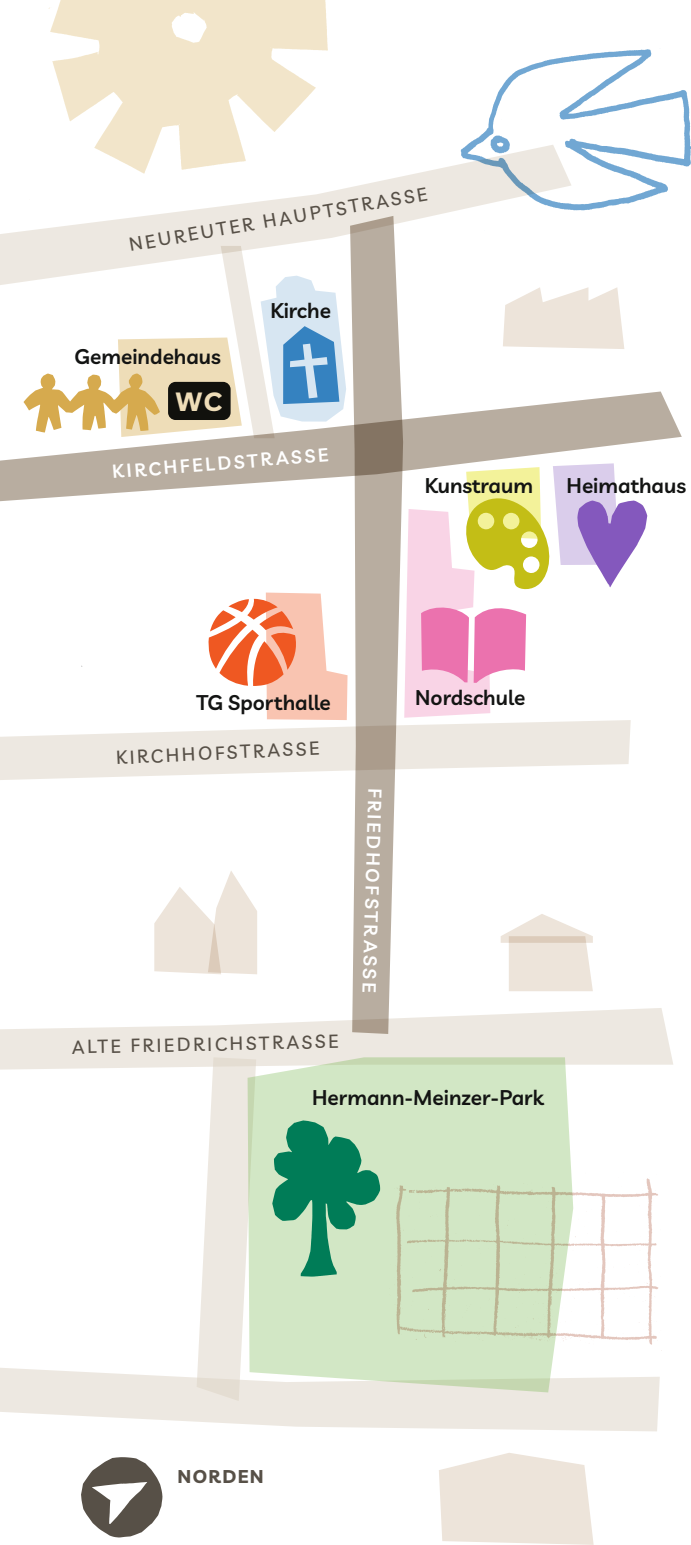 NEUREUTER HAUPTSTRASSE
Kirche
Gemeindehaus
WC
KIRCHFELDSTRASSE
Kunstraum
Heimathaus
TG Sporthalle
Nordschule
KIRCHHOFSTRASSE
FRIEDHOFSTRASSE
ALTE FRIEDRICHSTRASSE
Hermann-Meinzer-Park
NORDEN